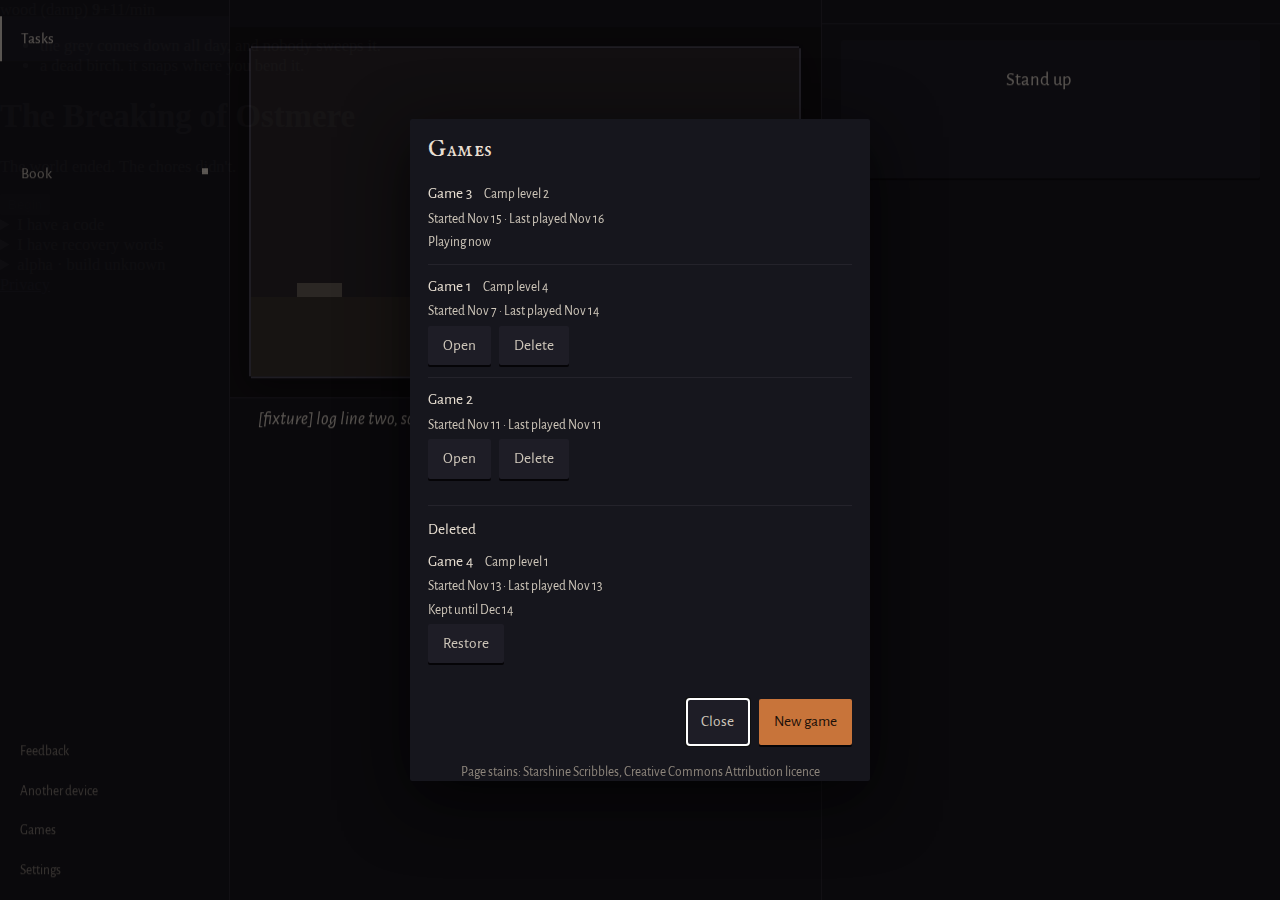 Tasks
The Breaking of Ostmere
Book
Stand up
Games
Game 3 Camp level 2
Started Nov 15 · Last played Nov 16
Playing now
Game 1 Camp level 4
Started Nov 7 · Last played Nov 14
Open Delete
Game 2
Started Nov 11 · Last played Nov 11
Open Delete
[fixture] log line two,
Deleted
Game 4 Camp level 1
Started Nov 13 · Last played Nov 13
Kept until Dec 14
Restore
Close New game
Page stains: Starshine Scribbles, Creative Commons Attribution licence
Feedback
Another device
Games
Settings